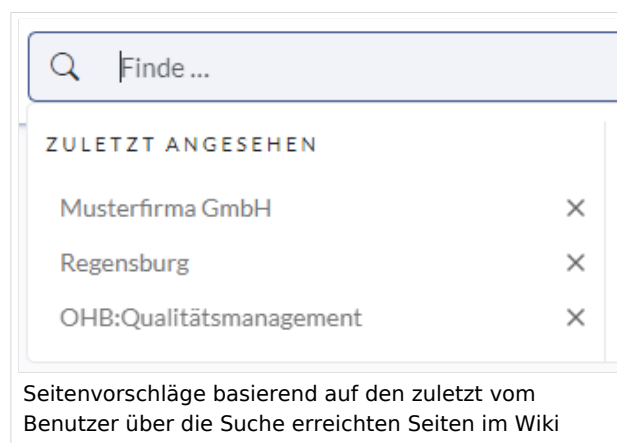 Finde ...
ZULETZT ANGESEHEN
Musterfirma GmbH
Regensburg
OHB:Qualitätsmanagement
Seitenvorschläge basierend auf den zuletzt vom
Benutzer über die Suche erreichten Seiten im Wiki